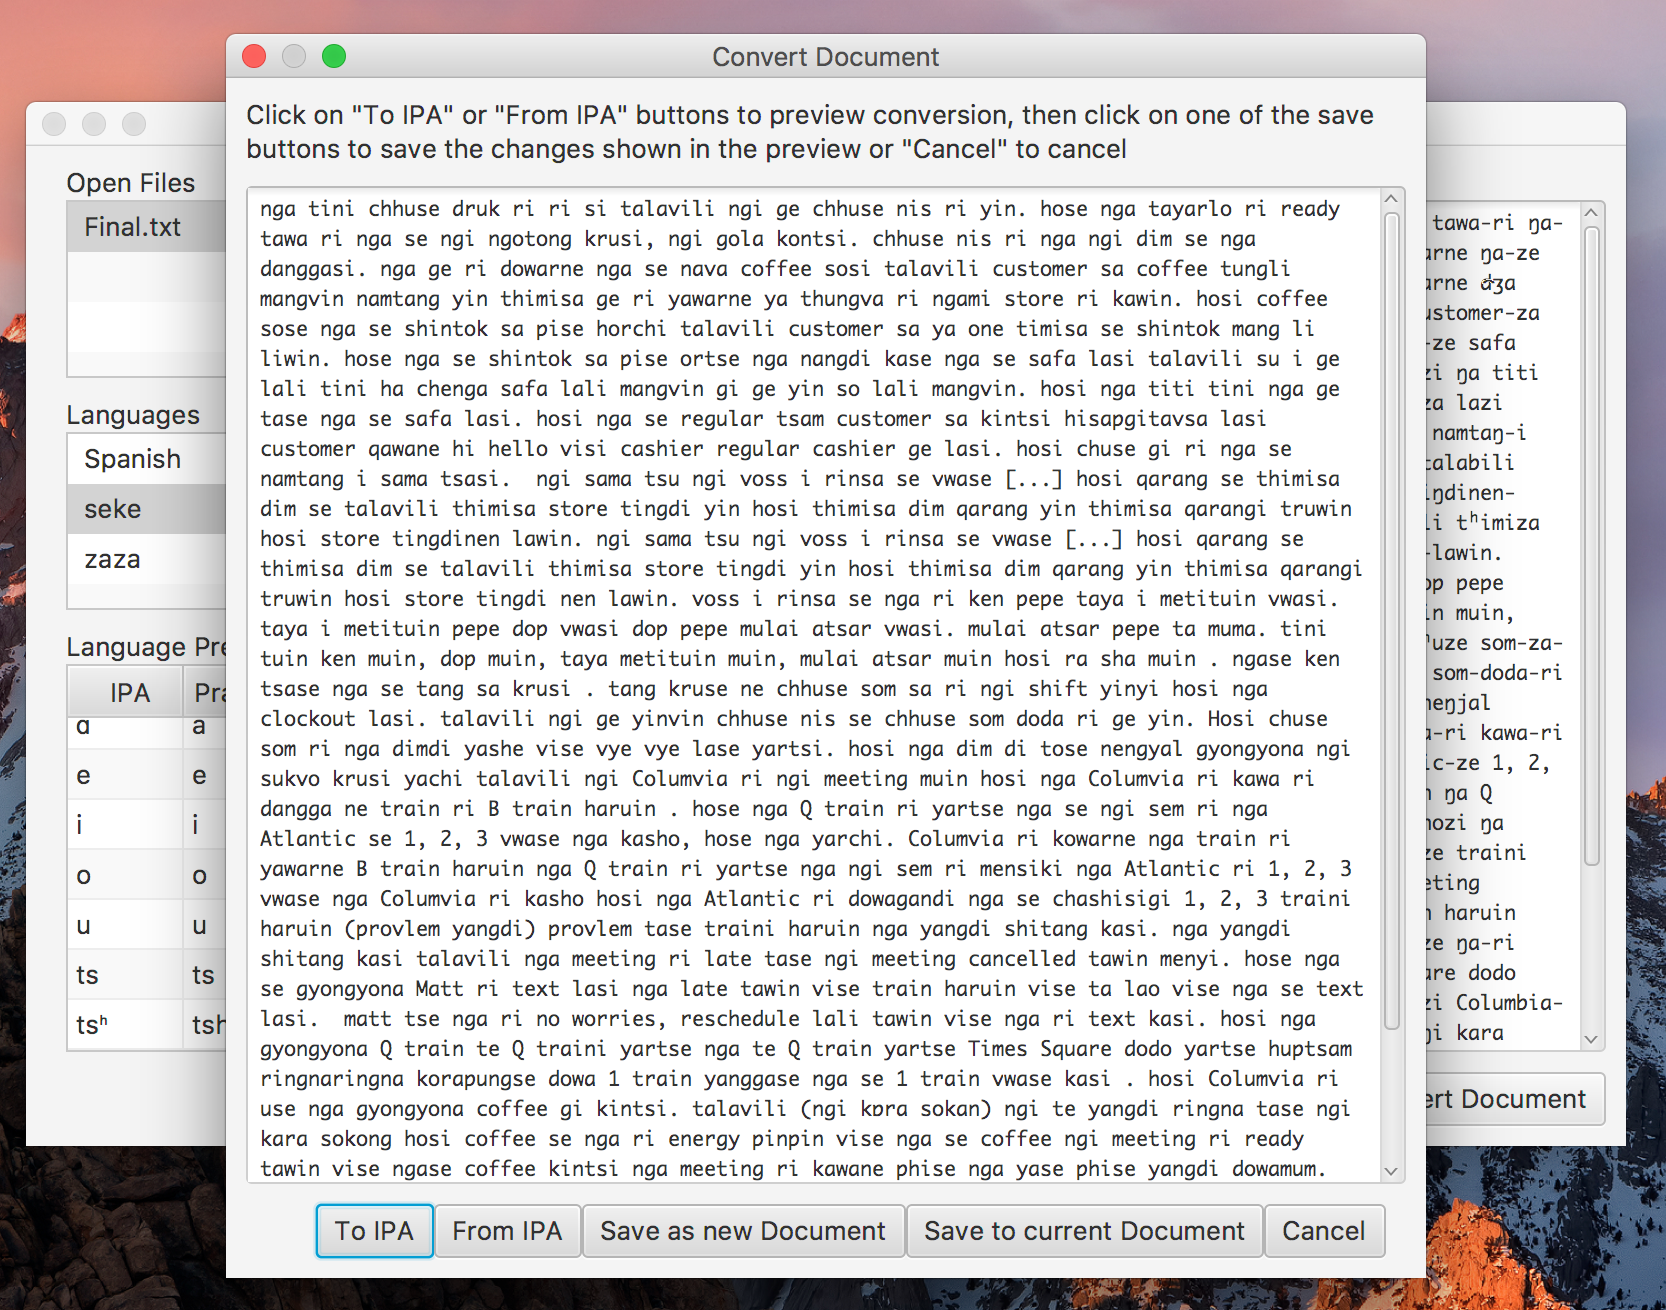 Convert Document
Click on "To IPA" or "From IPA" buttons to preview conversion, then click on one of the save
buttons to save the changes shown in the preview or "Cancel" to cancel
nga tini chhuse druk ri ri si talavili ngi ge chhuse nis ri yin. hose nga tayarlo ri ready
tawa ri nga se ngi ngotong krusi, ngi gola kontsi. chhuse nis ri nga ngi dim se nga
danggasi. nga ge ri dowarne nga se nava coffee sosi talavili customer sa coffee tungli
mangvin namtang yin thimisa ge ri yawarne ya thungva ri ngami store ri kawin. hosi coffee
sose nga se shintok sa pise horchi talavili customer sa ya one timisa se shintok mang li
liwin. hose nga se shintok sa pise ortse nga nangdi kase nga se safa lasi talavili su i ge
lali tini ha chenga safa lali mangvin gi ge yin so lali mangvin. hosi nga titi tini nga ge
tase nga se safa lasi. hosi nga se regular tsam customer sa kintsi hisapgitavsa lasi
customer qawane hi hello visi cashier regular cashier ge lasi. hosi chuse gi ri nga se
namtang i sama tsasi.  ngi sama tsu ngi voss i rinsa se vwase [...] hosi qarang se thimisa
dim se talavili thimisa store tingdi yin hosi thimisa dim qarang yin thimisa qarangi truwin
hosi store tingdinen lawin. ngi sama tsu ngi voss i rinsa se vwase [...] hosi qarang se
thimisa dim se talavili thimisa store tingdi yin hosi thimisa dim qarang yin thimisa qarangi
truwin hosi store tingdi nen lawin. voss i rinsa se nga ri ken pepe taya i metituin vwasi.
taya i metituin pepe dop vwasi dop pepe mulai atsar vwasi. mulai atsar pepe ta muma. tini
tuin ken muin, dop muin, taya metituin muin, mulai atsar muin hosi ra sha muin . ngase ken
tsase nga se tang sa krusi . tang kruse ne chhuse som sa ri ngi shift yinyi hosi nga
clockout lasi. talavili ngi ge yinvin chhuse nis se chhuse som doda ri ge yin. Hosi chuse
som ri nga dimdi yashe vise vye vye lase yartsi. hosi nga dim di tose nengyal gyongyona ngi
sukvo krusi yachi talavili ngi Columvia ri ngi meeting muin hosi nga Columvia ri kawa ri
dangga ne train ri B train haruin . hose nga Q train ri yartse nga se ngi sem ri nga
Atlantic se 1, 2, 3 vwase nga kasho, hose nga yarchi. Columvia ri kowarne nga train ri
yawarne B train haruin nga Q train ri yartse nga ngi sem ri mensiki nga Atlantic ri 1, 2, 3
vwase nga Columvia ri kasho hosi nga Atlantic ri dowagandi nga se chashisigi 1, 2, 3 traini
haruin (provlem yangdi) provlem tase traini haruin nga yangdi shitang kasi. nga yangdi
shitang kasi talavili nga meeting ri late tase ngi meeting cancelled tawin menyi. hose nga
se gyongyona Matt ri text lasi nga late tawin vise train haruin vise ta lao vise nga se text
lasi.  matt tse nga ri no worries, reschedule lali tawin vise nga ri text kasi. hosi nga
gyongyona Q train te Q traini yartse nga te Q train yartse Times Square dodo yartse huptsam
ringnaringna korapungse dowa 1 train yanggase nga se 1 train vwase kasi . hosi Columvia ri
use nga gyongyona coffee gi kintsi. talavili (ngi kɒra sokan) ngi te yangdi ringna tase ngi
kara sokong hosi coffee se nga ri energy pinpin vise nga se coffee ngi meeting ri ready
tawin vise ngase coffee kintsi nga meeting ri kawane phise nga yase phise yangdi dowamum.
To IPA
From IPA
Save as new Document
Save to current Document
Cancel
Open Files
Final.txt
Languages
Spanish
seke
zaza
Language Pre
IPA Pra
ɑ a
e e
i i
o o
u u
ts ts
tsʰ tsh
tawa-ri ŋa-
arne ŋa-ze
arne ʤa
ustomer-za
-ze safa
zi ŋa titi
za lazi
namtaŋ-i
talabili
iŋdinen-
li tʰimiza
-lawin.
op pepe
in muin,
ʰuze som-za-
som-doda-ri
neŋjal
a-ri kawa-ri
ic-ze 1, 2,
n ŋa Q
hozi ŋa
ze traini
eting
n haruin
ze ŋa-ri
are dodo
zi Columbia-
ŋi kara
ert Document